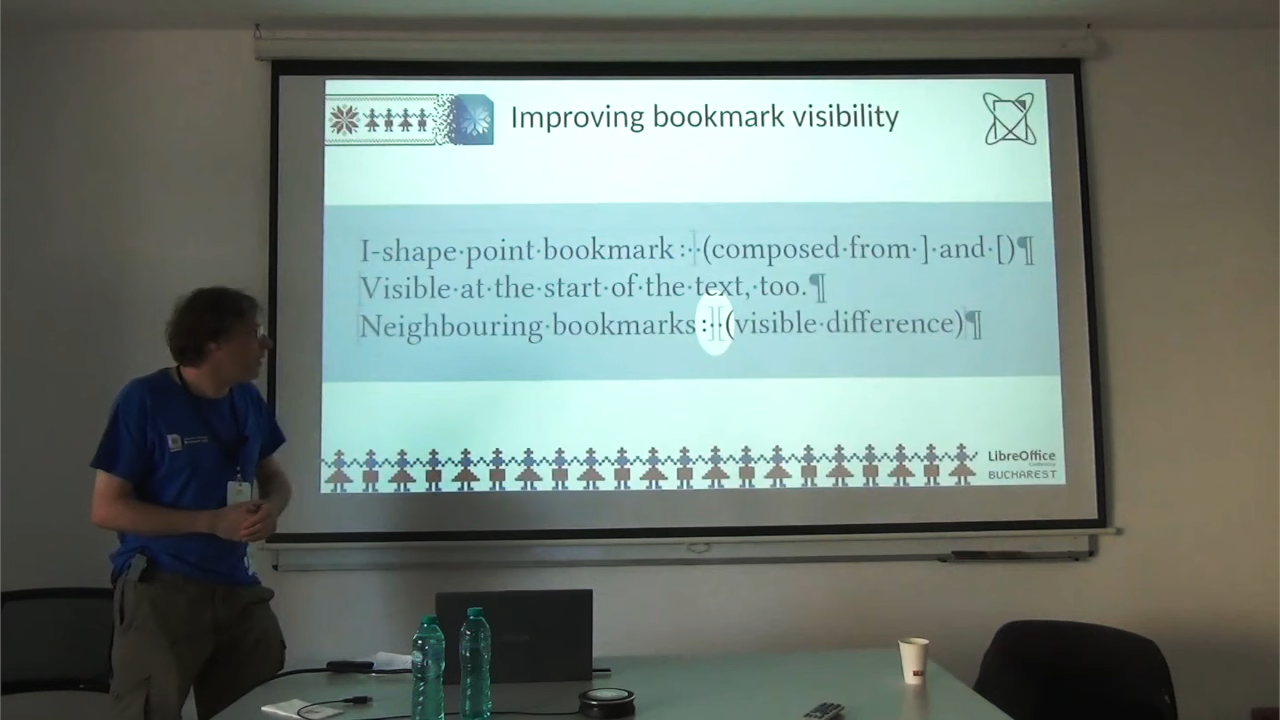 Improving bookmark visibility
I-shape·point·bookmark:·][·(composed·from·]·and·[)¶
Visible·at·the·start·of·the·text,·too.¶
Neighbouring·bookmarks:·][·(visible·difference)¶
LibreOffice
BUCHAREST